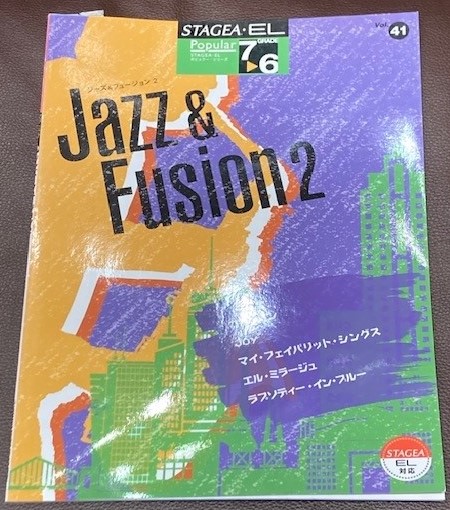 STAGEA・EL
Popular
STAGEA・EL
ポピュラー・シリーズ
GRADE
7▶6
Vol. 41
ジャズ&フュージョン 2
Jazz &
Fusion 2
JOY
マイ・フェイバリット・シングス
エル・ミラージュ
ラプソディー・イン・ブルー
STAGEA
EL
対応